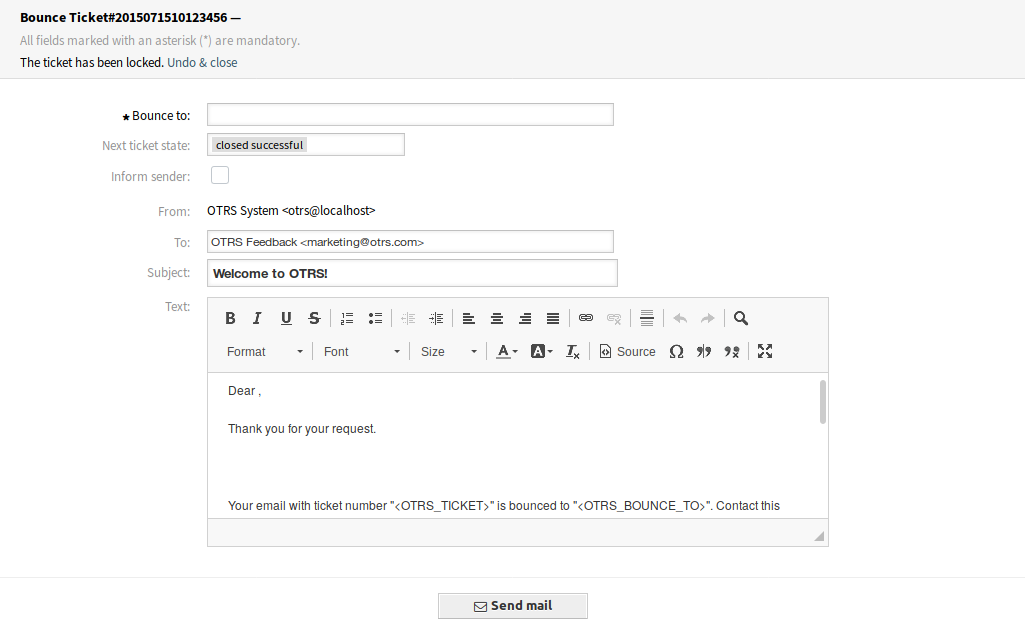 Bounce Ticket#2015071510123456 —
All fields marked with an asterisk (*) are mandatory.
The ticket has been locked. Undo & close
★ Bounce to:
Next ticket state: closed successful
Inform sender:
From: OTRS System <otrs@localhost>
To: OTRS Feedback <marketing@otrs.com>
Subject: Welcome to OTRS!
Text:
B I U S
Format Font Size A A Tx Source Ω
Dear ,
Thank you for your request.
Your email with ticket number "<OTRS_TICKET>" is bounced to "<OTRS_BOUNCE_TO>". Contact this
Send mail